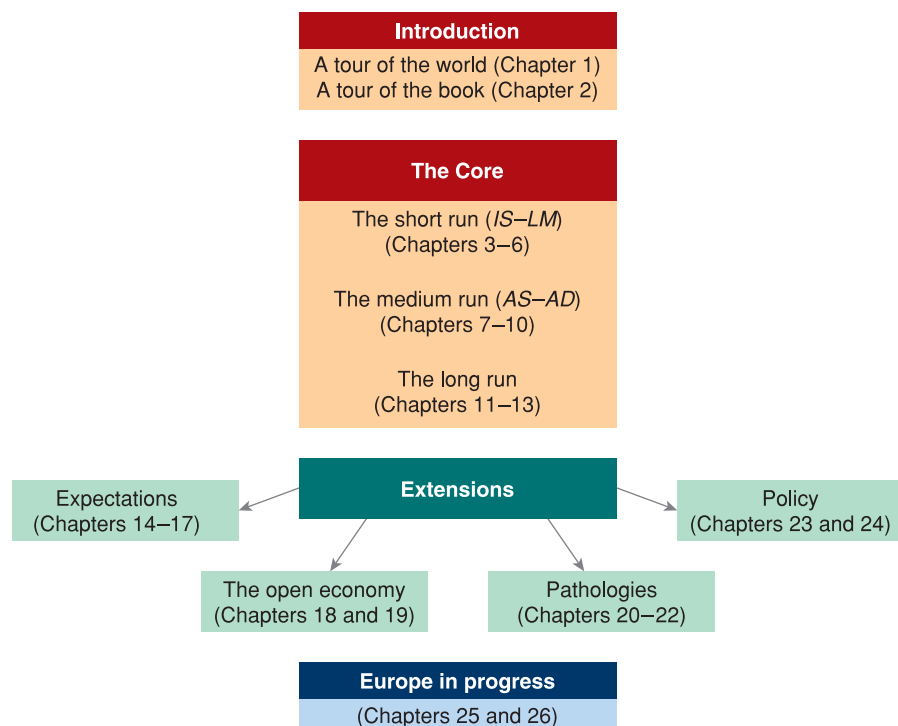 Introduction
A tour of the world (Chapter 1)
A tour of the book (Chapter 2)
The Core
The short run (IS–LM)
(Chapters 3–6)
The medium run (AS–AD)
(Chapters 7–10)
The long run
(Chapters 11–13)
Extensions
Expectations
(Chapters 14–17)
Policy
(Chapters 23 and 24)
The open economy
(Chapters 18 and 19)
Pathologies
(Chapters 20–22)
Europe in progress
(Chapters 25 and 26)